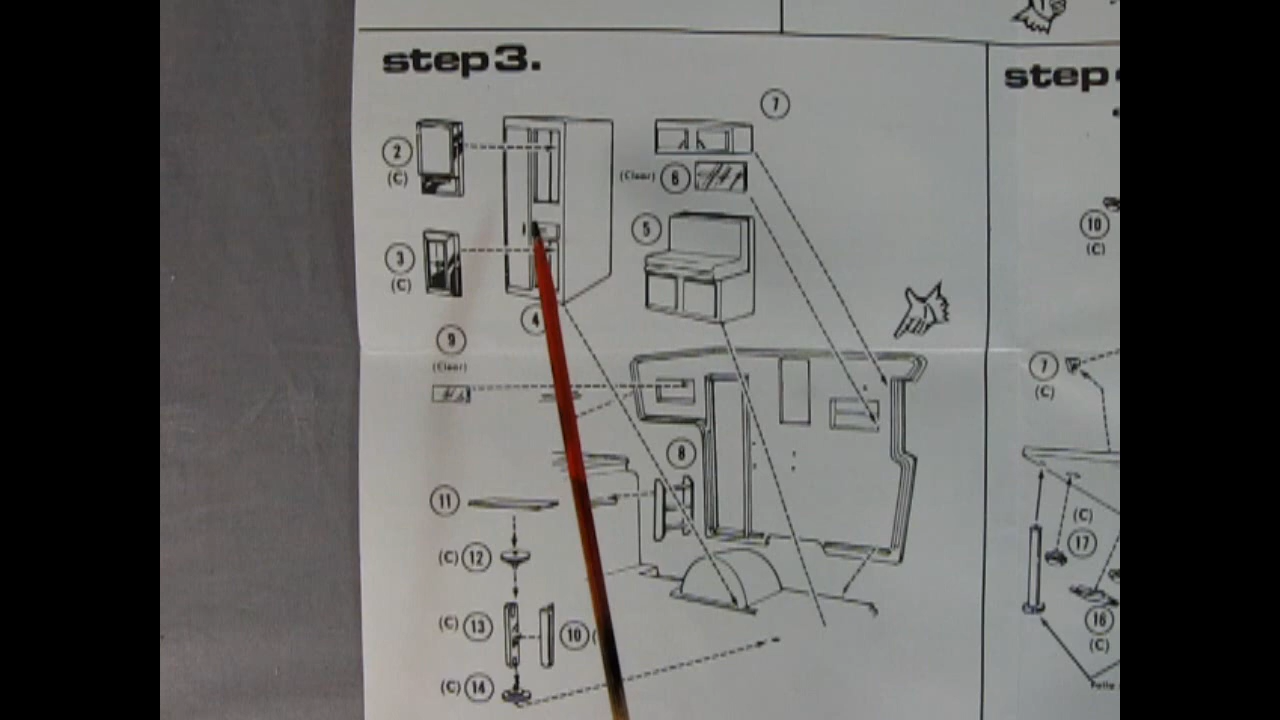 step3.
step
7
2
(C)
(Clear)
6
5
3
(C)
4
9
(Clear)
8
11
(C) 12
(C) 13
10 (
(C) 14
10
(C)
7
(C)
(C)
17
16
(C)